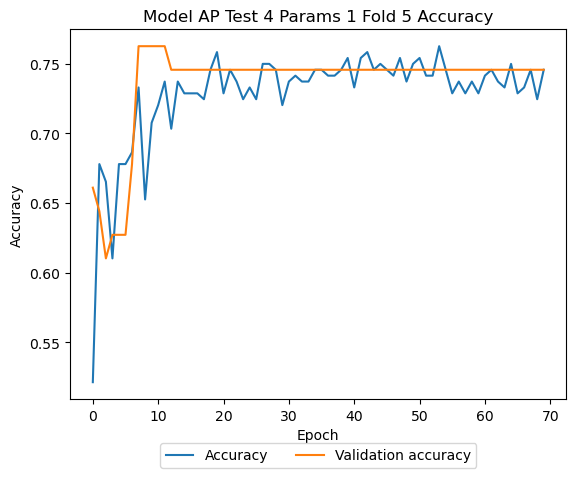 Model AP Test 4 Params 1 Fold 5 Accuracy
Accuracy
0.75
0.70
0.65
0.60
0.55
0 10 20 30 40 50 60 70
Epoch
Accuracy Validation accuracy